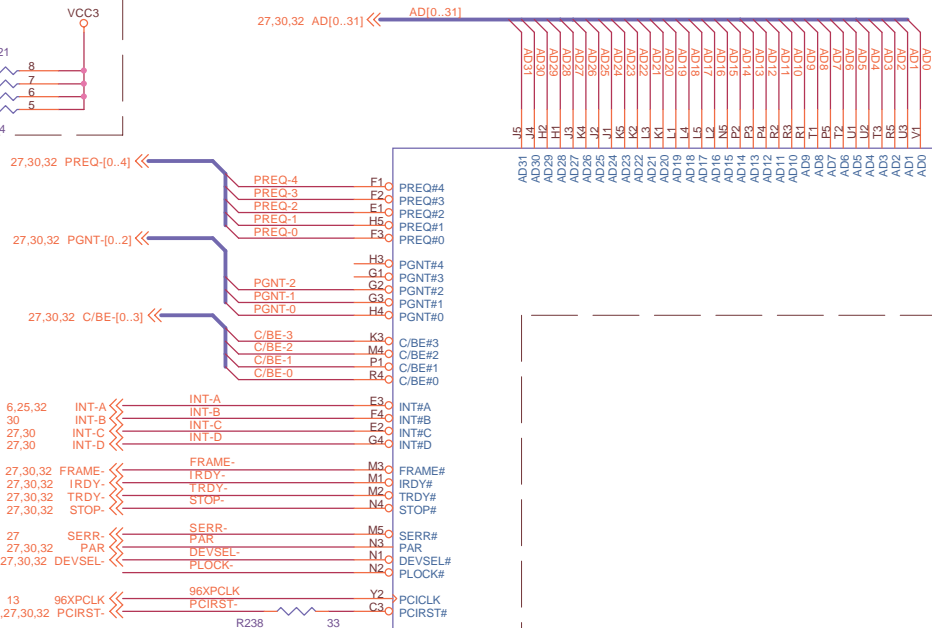 VCC3
27,30,32 AD[0..31]
AD[0..31]
21
8
7
6
5
4
AD31 AD30 AD29 AD28 AD27 AD26 AD25 AD24 AD23 AD22 AD21 AD20 AD19 AD18 AD17 AD16 AD15 AD14 AD13 AD12 AD11 AD10 AD9 AD8 AD7 AD6 AD5 AD4 AD3 AD2 AD1 AD0
J5 J4 H2 H1 J3 K4 J2 J1 K5 K2 L3 K1 L1 L4 L5 L2 N5 P2 P3 P4 R2 R3 R1 T1 P5 T2 U1 U2 T3 R5 U3 V1
AD31 AD30 AD29 AD28 AD27 AD26 AD25 AD24 AD23 AD22 AD21 AD20 AD19 AD18 AD17 AD16 AD15 AD14 AD13 AD12 AD11 AD10 AD9 AD8 AD7 AD6 AD5 AD4 AD3 AD2 AD1 AD0
27,30,32 PREQ-[0..4]
PREQ-4 F1 PREQ#4
PREQ-3 F2 PREQ#3
PREQ-2 E1 PREQ#2
PREQ-1 H5 PREQ#1
PREQ-0 F3 PREQ#0
27,30,32 PGNT-[0..2]
H3 PGNT#4
G1 PGNT#3
PGNT-2 G2 PGNT#2
PGNT-1 G3 PGNT#1
PGNT-0 H4 PGNT#0
27,30,32 C/BE-[0..3]
C/BE-3 K3 C/BE#3
C/BE-2 M4 C/BE#2
C/BE-1 P1 C/BE#1
C/BE-0 R4 C/BE#0
6,25,32 INT-A INT-A E3 INT#A
30 INT-B INT-B F4 INT#B
27,30 INT-C INT-C E2 INT#C
27,30 INT-D INT-D G4 INT#D
27,30,32 FRAME- FRAME- M3 FRAME#
27,30,32 IRDY- IRDY- M1 IRDY#
27,30,32 TRDY- TRDY- M2 TRDY#
27,30,32 STOP- STOP- N4 STOP#
27 SERR- SERR- M5 SERR#
27,30,32 PAR PAR N3 PAR
27,30,32 DEVSEL- DEVSEL- N1 DEVSEL#
PLOCK- N2 PLOCK#
13 96XPCLK 96XPCLK Y2 PCICLK
,27,30,32 PCIRST- PCIRST- C3 PCIRST#
R238 33